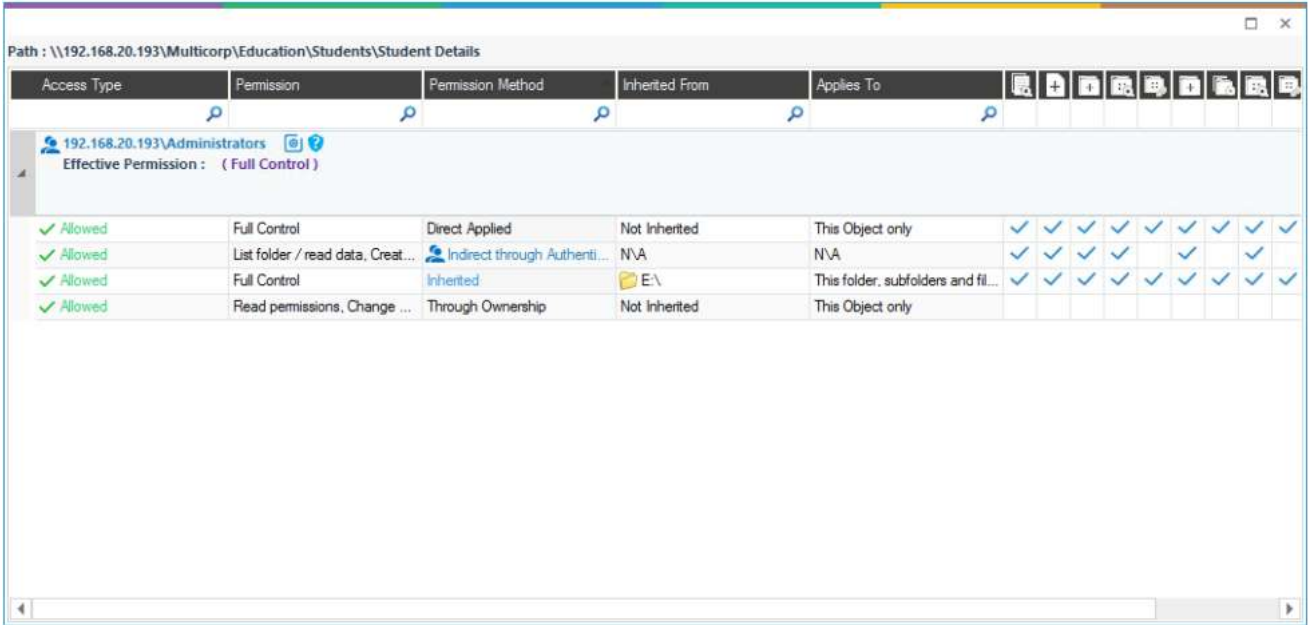 Path : \\192.168.20.193\Multicorp\Education\Students\Student Details
Access Type Permission Permission Method Inherited From Applies To
192.168.20.193\Administrators
Effective Permission : ( Full Control )
Allowed Full Control Direct Applied Not Inherited This Object only
Allowed List folder / read data, Creat... Indirect through Authenti... N\A N\A
Allowed Full Control Inherited E:\ This folder, subfolders and fil...
Allowed Read permissions, Change ... Through Ownership Not Inherited This Object only